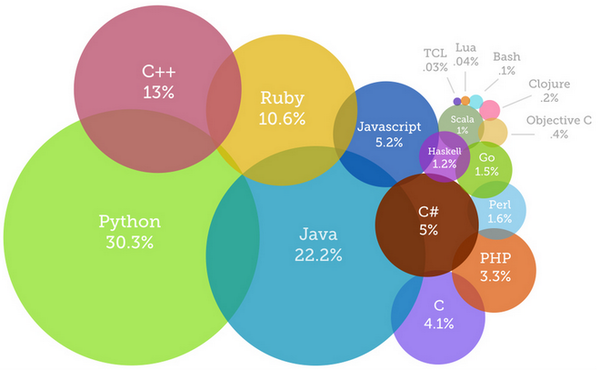 C++
13%
Ruby
10.6%
Javascript
5.2%
TCL
.03%
Lua
.04%
Bash
.1%
Clojure
.2%
Objective C
.4%
Scala
1%
Haskell
1.2%
Go
1.5%
Python
30.3%
Java
22.2%
C#
5%
Perl
1.6%
PHP
3.3%
C
4.1%